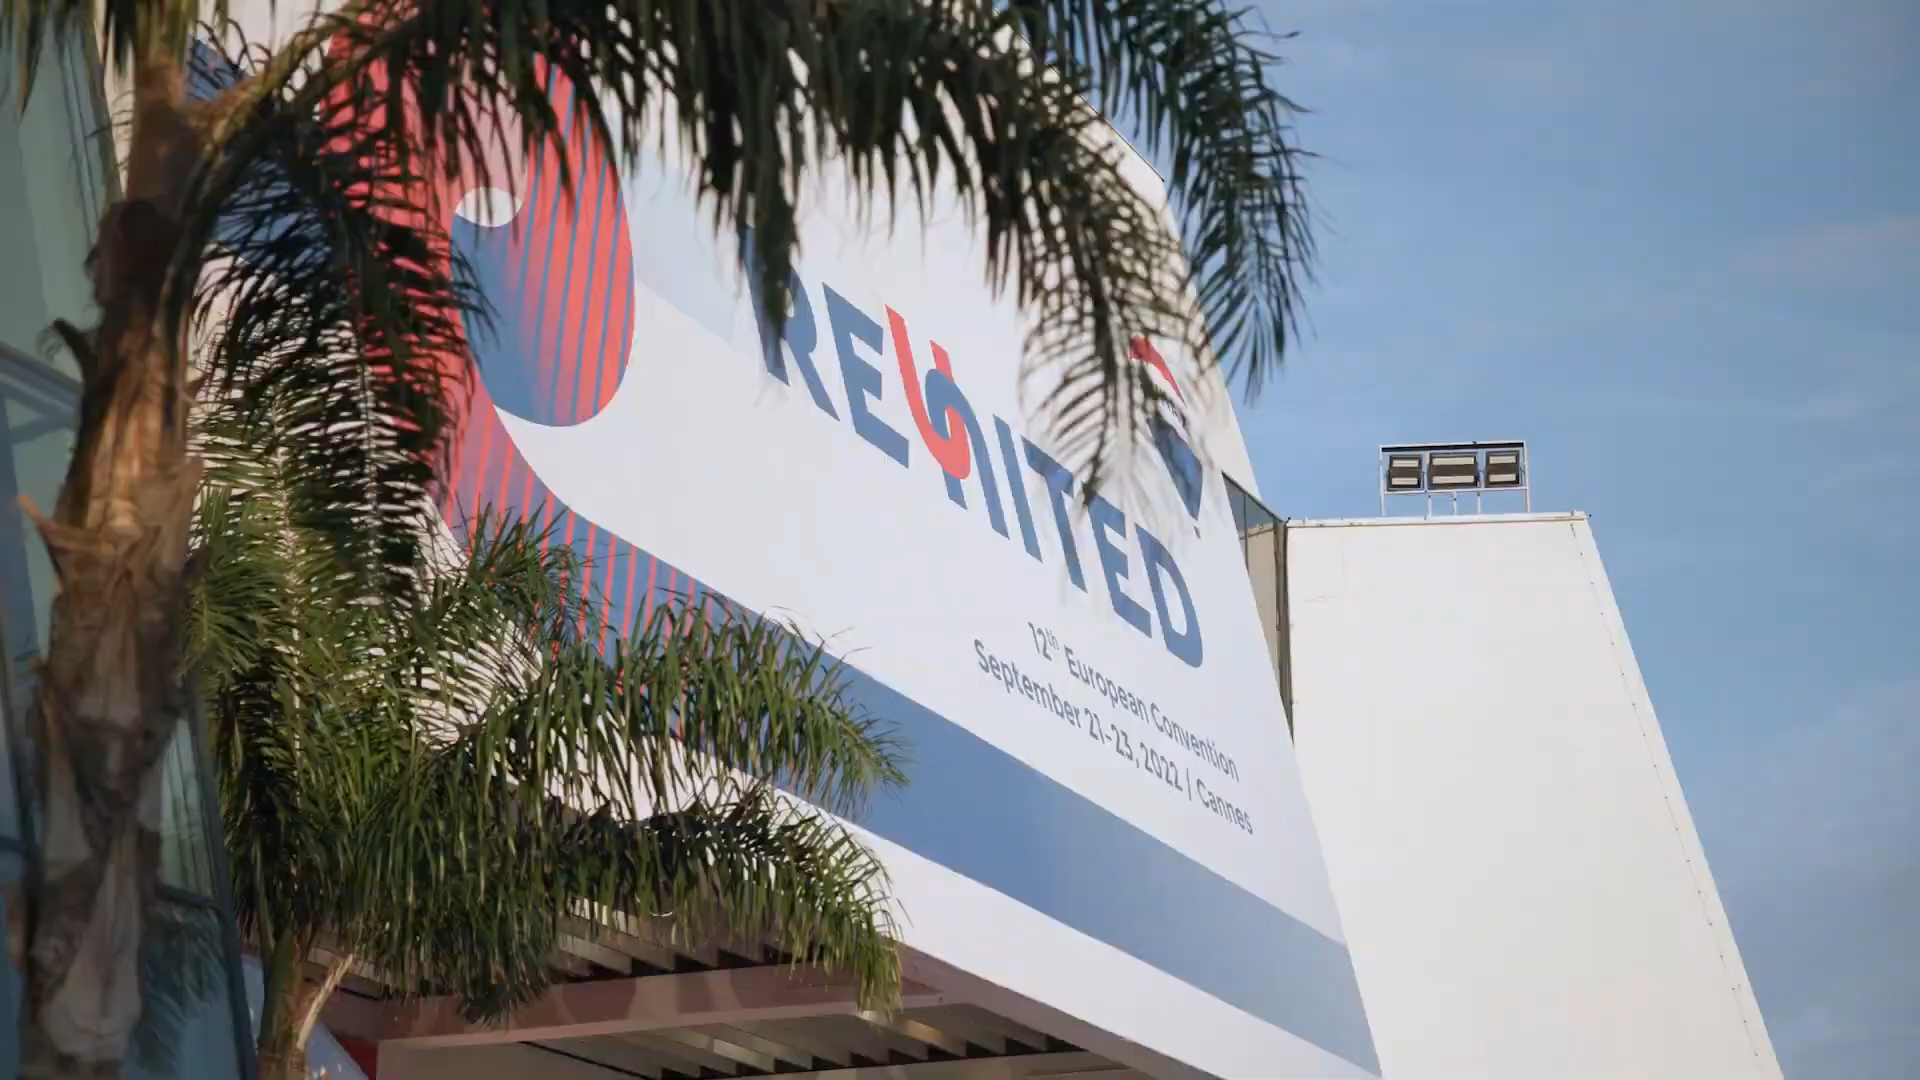 REUNITED
12th European Convention
September 21-23, 2022 | Cannes